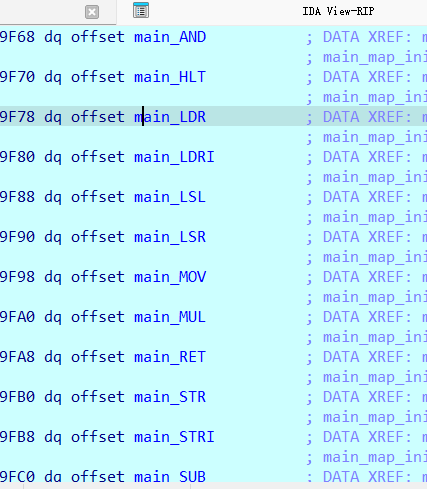 IDA View-RIP
9F68 dq offset main_AND ; DATA XREF: m
; main_map_ini
9F70 dq offset main_HLT ; DATA XREF: m
; main_map_ini
9F78 dq offset main_LDR ; DATA XREF: m
; main_map_ini
9F80 dq offset main_LDRI ; DATA XREF: m
; main_map_ini
9F88 dq offset main_LSL ; DATA XREF: m
; main_map_ini
9F90 dq offset main_LSR ; DATA XREF: m
; main_map_ini
9F98 dq offset main_MOV ; DATA XREF: m
; main_map_ini
9FA0 dq offset main_MUL ; DATA XREF: m
; main_map_ini
9FA8 dq offset main_RET ; DATA XREF: m
; main_map_ini
9FB0 dq offset main_STR ; DATA XREF: m
; main_map_ini
9FB8 dq offset main_STRI ; DATA XREF: m
; main_map_ini
9FC0 dq offset main_SUB ; DATA XREF: m